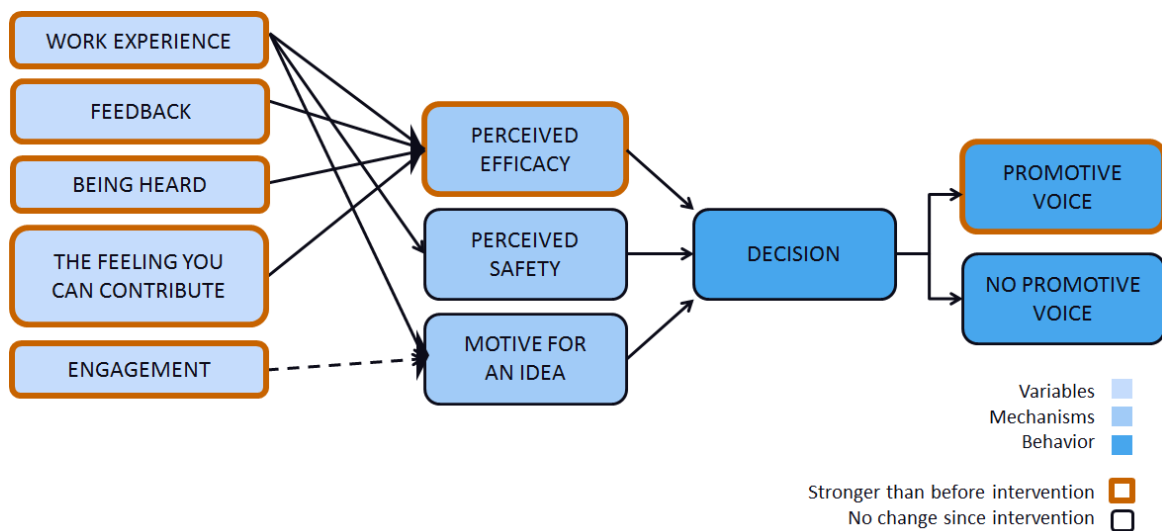 WORK EXPERIENCE
FEEDBACK
BEING HEARD
THE FEELING YOU
CAN CONTRIBUTE
ENGAGEMENT
PERCEIVED
EFFICACY
PERCEIVED
SAFETY
MOTIVE FOR
AN IDEA
DECISION
PROMOTIVE
VOICE
NO PROMOTIVE
VOICE
Variables
Mechanisms
Behavior
Stronger than before intervention
No change since intervention